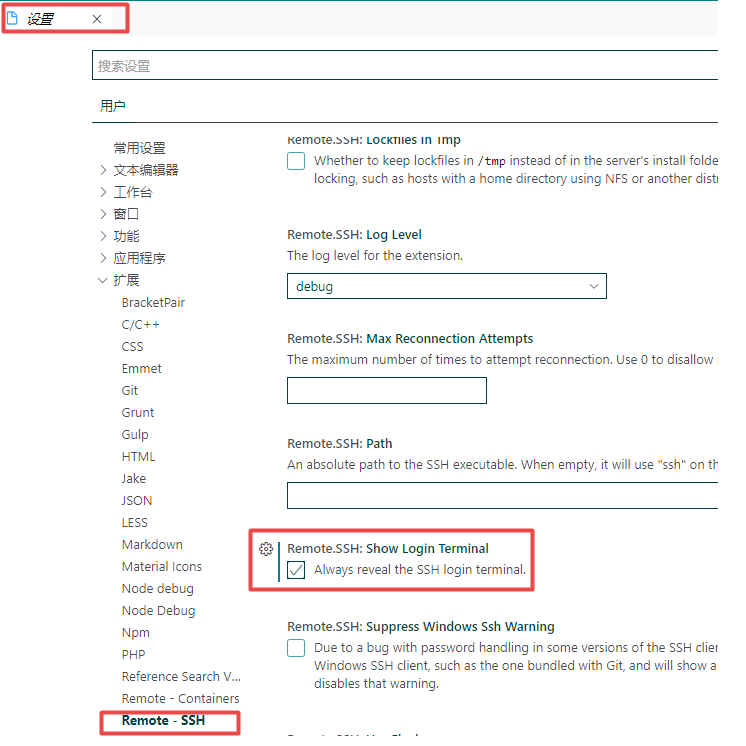 设置
搜索设置
用户
常用设置
文本编辑器
工作台
窗口
功能
应用程序
扩展
BracketPair
C/C++
CSS
Emmet
Git
Grunt
Gulp
HTML
Jake
JSON
LESS
Markdown
Material Icons
Node debug
Node Debug
Npm
PHP
Reference Search V...
Remote - Containers
Remote - SSH
Remote.SSH: Lockfiles In Tmp
Whether to keep lockfiles in /tmp instead of in the server's install folde
locking, such as hosts with a home directory using NFS or another distr
Remote.SSH: Log Level
The log level for the extension.
debug
Remote.SSH: Max Reconnection Attempts
The maximum number of times to attempt reconnection. Use 0 to disallow
Remote.SSH: Path
An absolute path to the SSH executable. When empty, it will use "ssh" on th
Remote.SSH: Show Login Terminal
Always reveal the SSH login terminal.
Remote.SSH: Suppress Windows Ssh Warning
Due to a bug with password handling in some versions of the SSH clier
Windows SSH client, such as the one bundled with Git, and will show a
disables that warning.